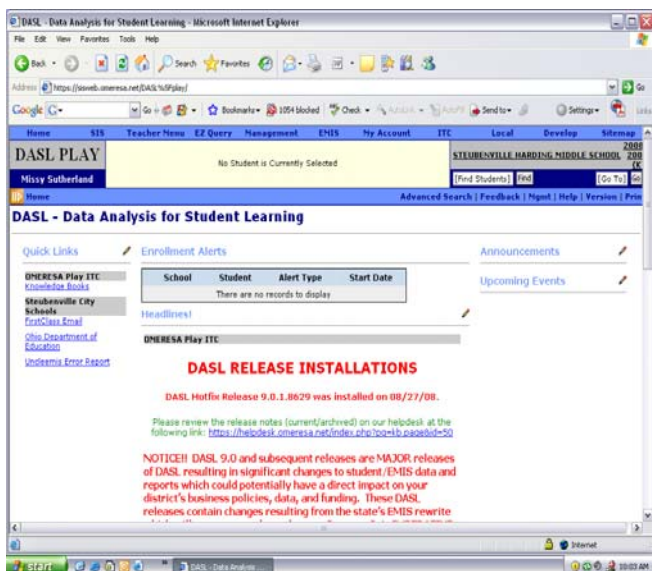 DASL - Data Analysis for Student Learning - Microsoft Internet Explorer
File Edit View Favorites Tools Help
Back Search Favorites
Address https://sisweb.omeresa.net/DASL%5Fplay/ Go
Google G Go Bookmarks 1054 blocked Check AutoLink AutoFill Send to Settings Links
Home SIS Teacher Menu EZ Query Management EMIS My Account ITC Local Develop Sitemap
DASL PLAY
No Student is Currently Selected
STEUBENVILLE HARDING MIDDLE SCHOOL
Missy Sutherland
[Find Students] Find [Go To] Go
Home
Advanced Search | Feedback | Mgmt | Help | Version | Prin
DASL - Data Analysis for Student Learning
Quick Links
OMERESA Play ITC
Knowledge Books
Steubenville City
Schools
FirstClass Email
Ohio Department of
Education
Uncleemis Error Report
Enrollment Alerts
School Student Alert Type Start Date
There are no records to display
Headlines!
OMERESA Play ITC
DASL RELEASE INSTALLATIONS
DASL Hotfix Release 9.0.1.8629 was installed on 08/27/08.
Please review the release notes (current/archived) on our helpdesk at the
following link: https://helpdesk.omeresa.net/index.php?pg=kb.page&id=50
NOTICE!! DASL 9.0 and subsequent releases are MAJOR releases
of DASL resulting in significant changes to student/EMIS data and
reports which could potentially have a direct impact on your
district's business policies, data, and funding. These DASL
releases contain changes resulting from the state's EMIS rewrite
Announcements
Upcoming Events
Internet
start
DASL - Data Analysis ...
10:03 AM